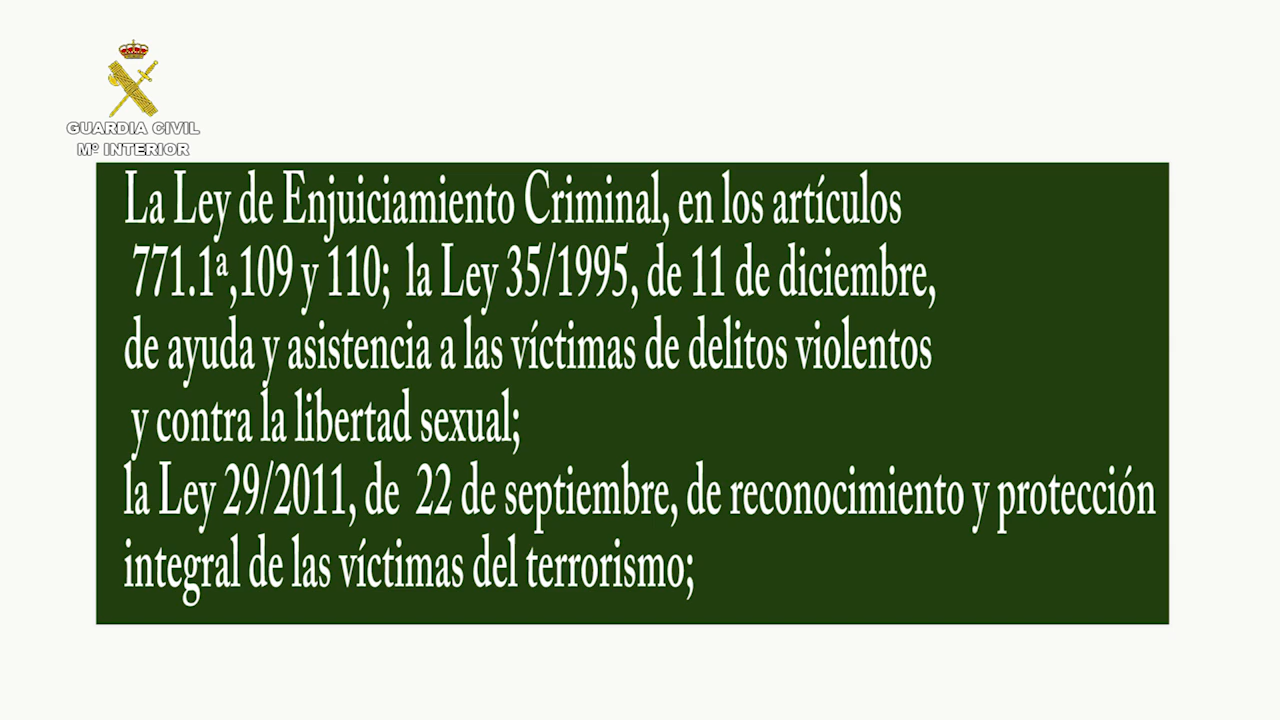 GUARDIA CIVIL
Mº INTERIOR
La Ley de Enjuiciamiento Criminal, en los artículos
771.1ª,109 y 110; la Ley 35/1995, de 11 de diciembre,
de ayuda y asistencia a las víctimas de delitos violentos
y contra la libertad sexual;
la Ley 29/2011, de 22 de septiembre, de reconocimiento y protección
integral de las víctimas del terrorismo;